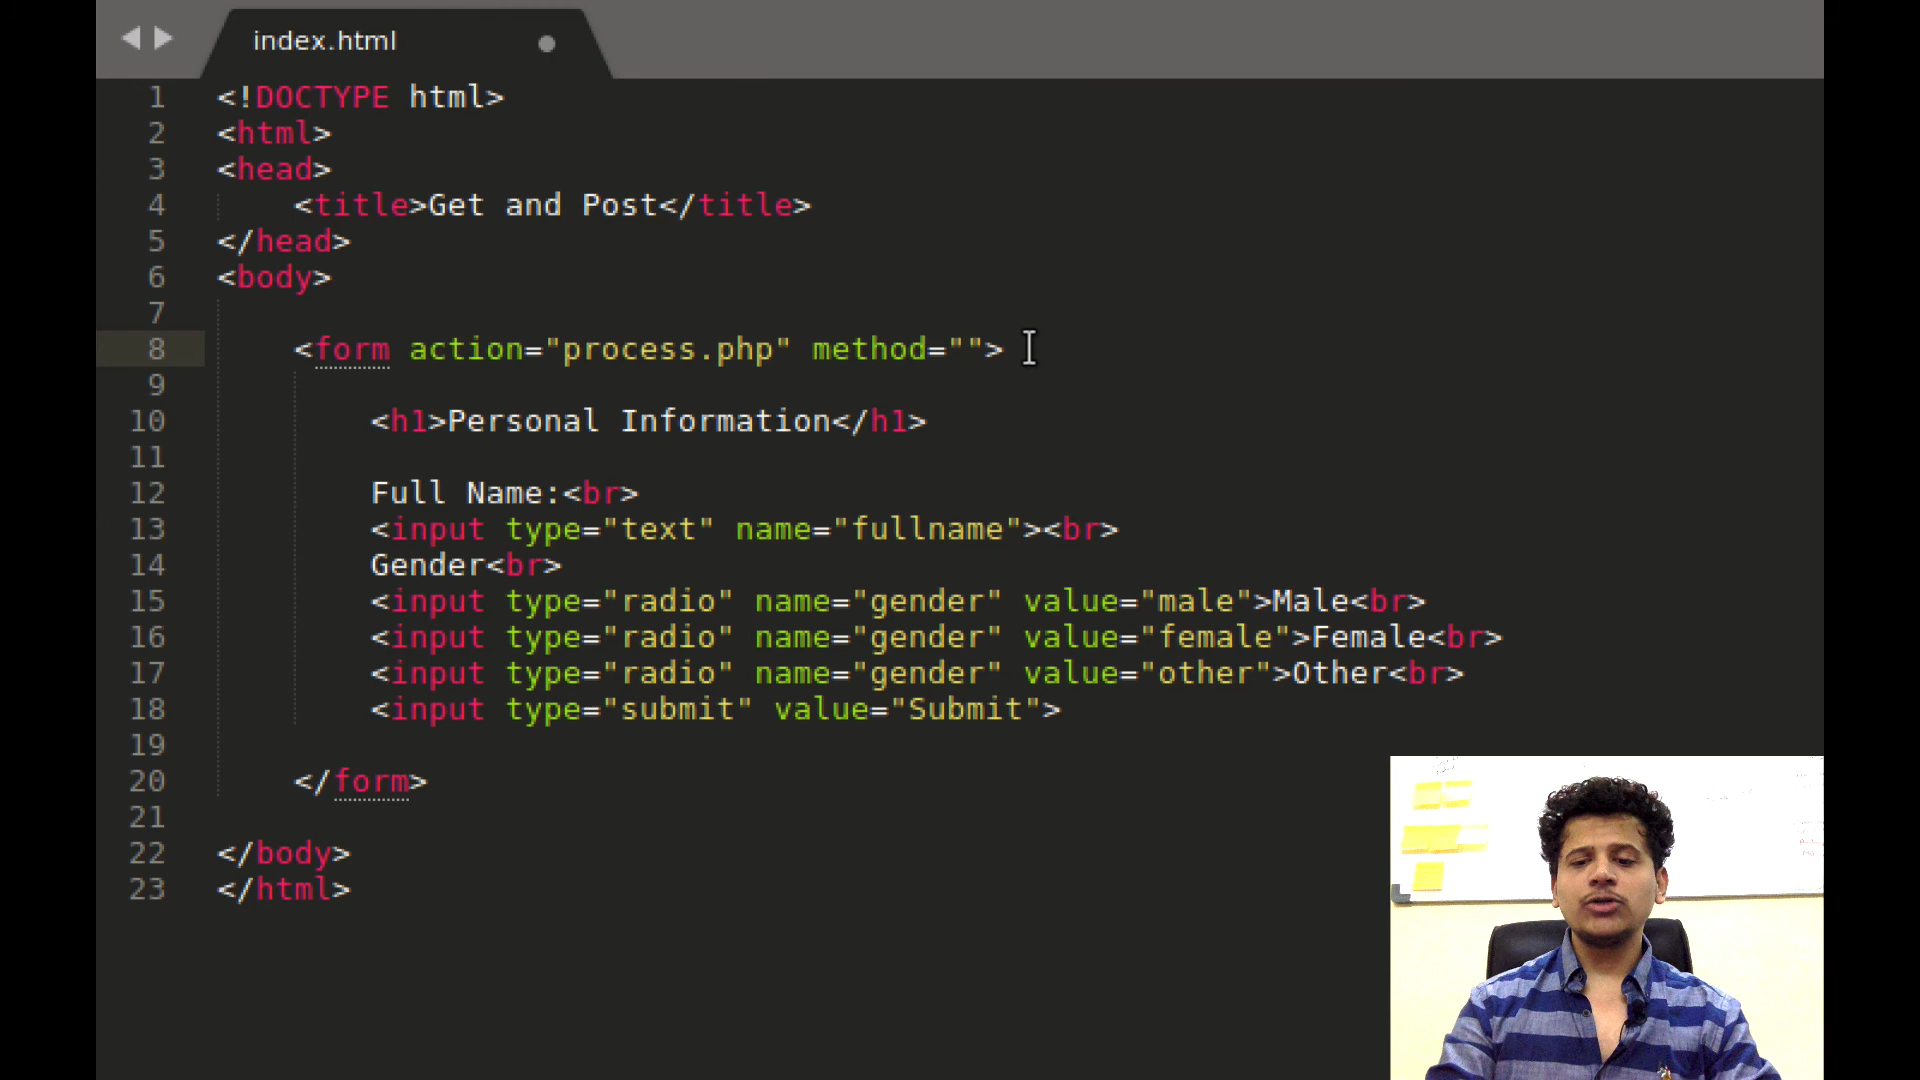 index.html
1 <!DOCTYPE html>
2 <html>
3 <head>
4 <title>Get and Post</title>
5 </head>
6 <body>
7
8 <form action="process.php" method="">
9
10 <h1>Personal Information</h1>
11
12 Full Name:<br>
13 <input type="text" name="fullname"><br>
14 Gender<br>
15 <input type="radio" name="gender" value="male">Male<br>
16 <input type="radio" name="gender" value="female">Female<br>
17 <input type="radio" name="gender" value="other">Other<br>
18 <input type="submit" value="Submit">
19
20 </form>
21
22 </body>
23 </html>